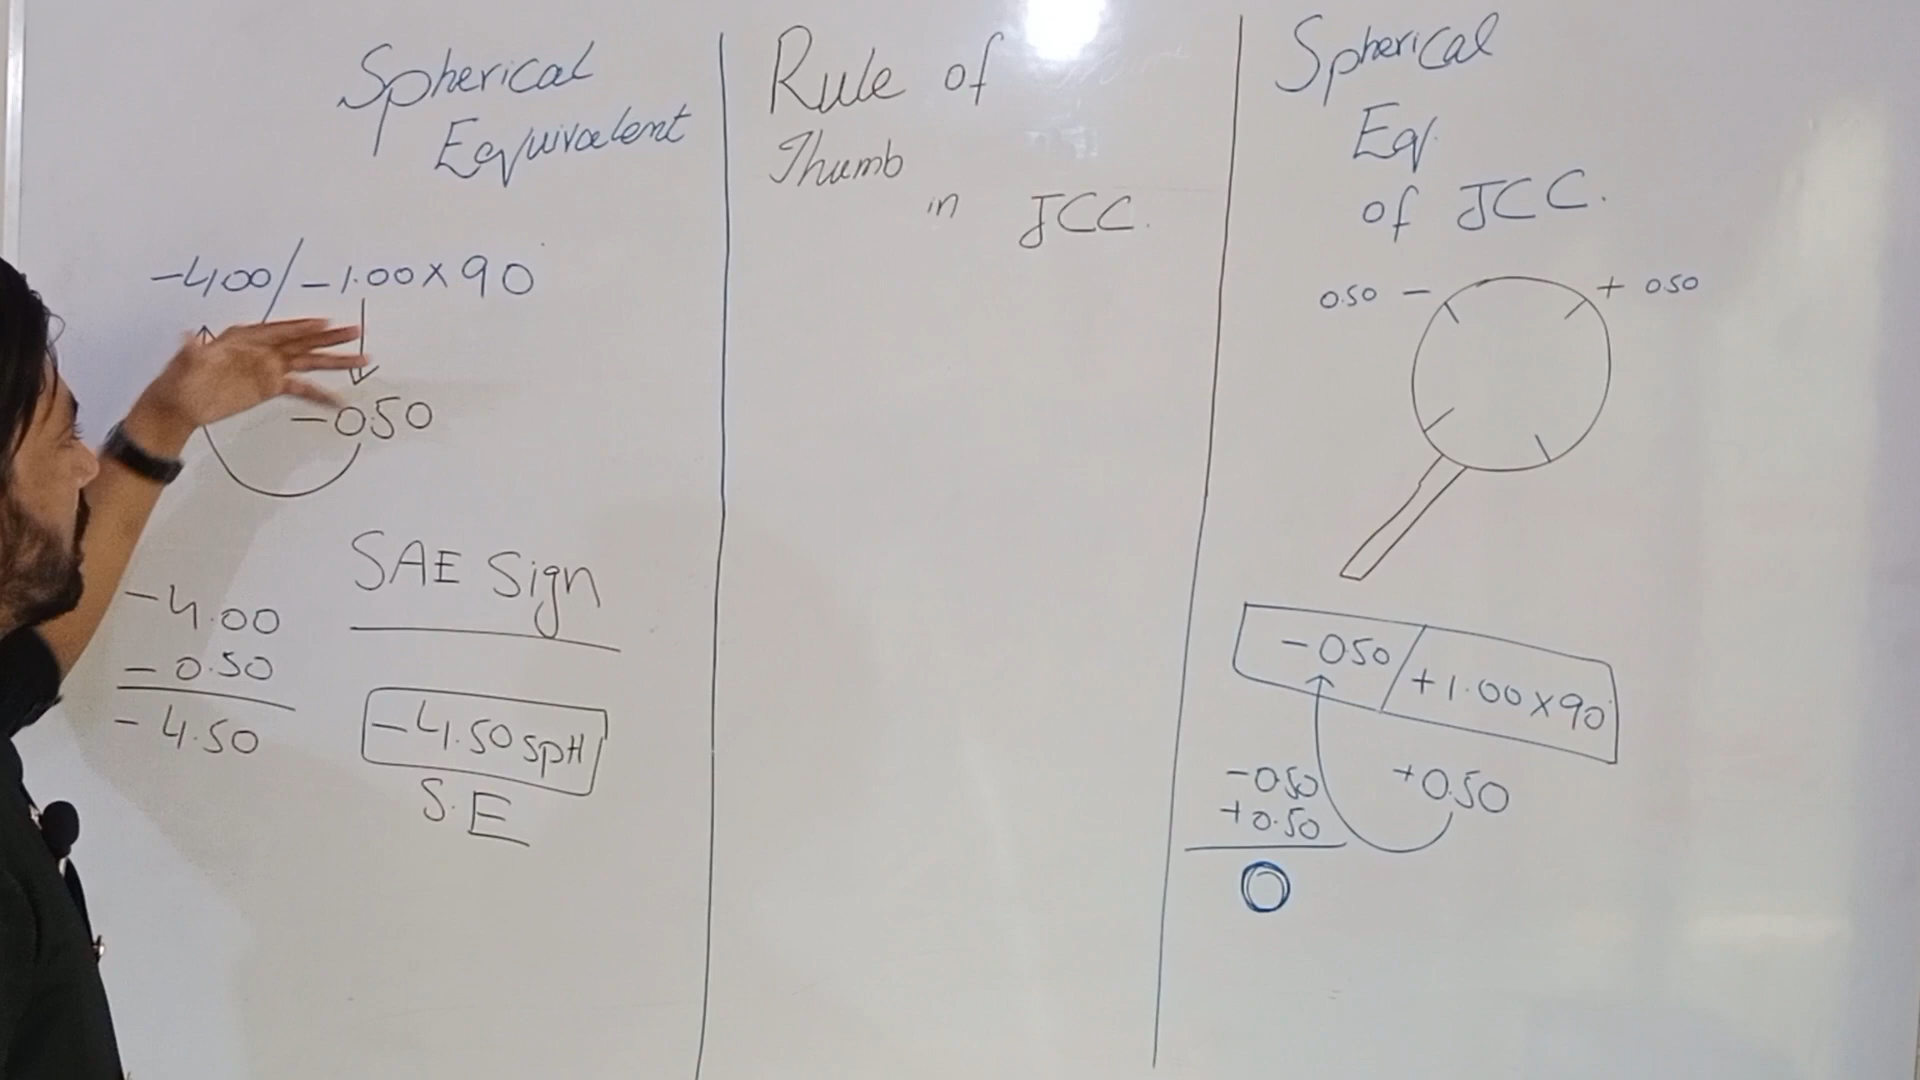 Spherical
Equivalent
-4.00/-1.00x90
-0.50
SAE Sign
-4.00
-0.50
-4.50
-4.50 SpH
S.E
Rule of
Thumb
in JCC.
Spherical
Eq.
of JCC.
0.50 - + 0.50
-0.50/+1.00x90
-0.50 +0.50
+0.50
0